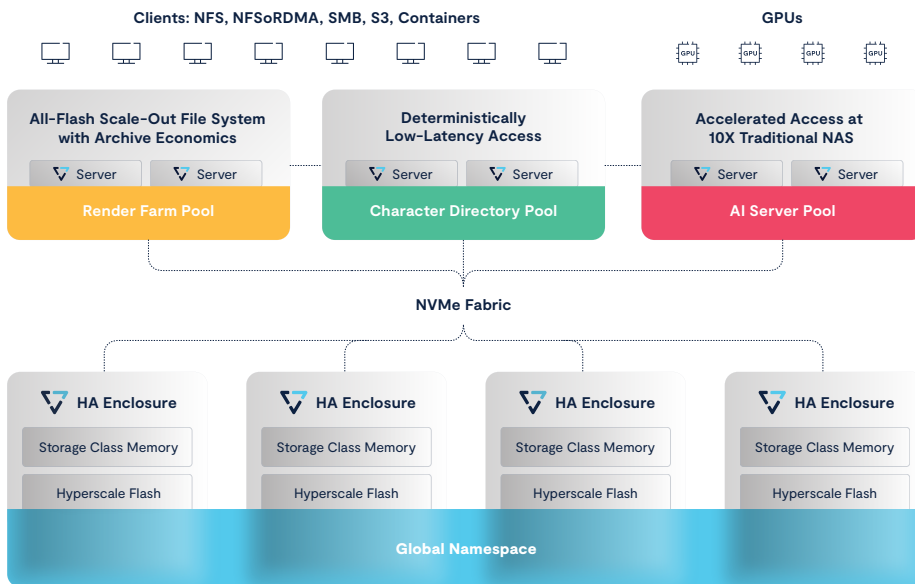 Clients: NFS, NFSoRDMA, SMB, S3, Containers
GPUs
GPU
GPU
GPU
GPU
All-Flash Scale-Out File System
with Archive Economics
Server
Server
Render Farm Pool
Deterministically
Low-Latency Access
Server
Server
Character Directory Pool
Accelerated Access at
10X Traditional NAS
Server
Server
AI Server Pool
NVMe Fabric
HA Enclosure
Storage Class Memory
Hyperscale Flash
HA Enclosure
Storage Class Memory
Hyperscale Flash
HA Enclosure
Storage Class Memory
Hyperscale Flash
HA Enclosure
Storage Class Memory
Hyperscale Flash
Global Namespace